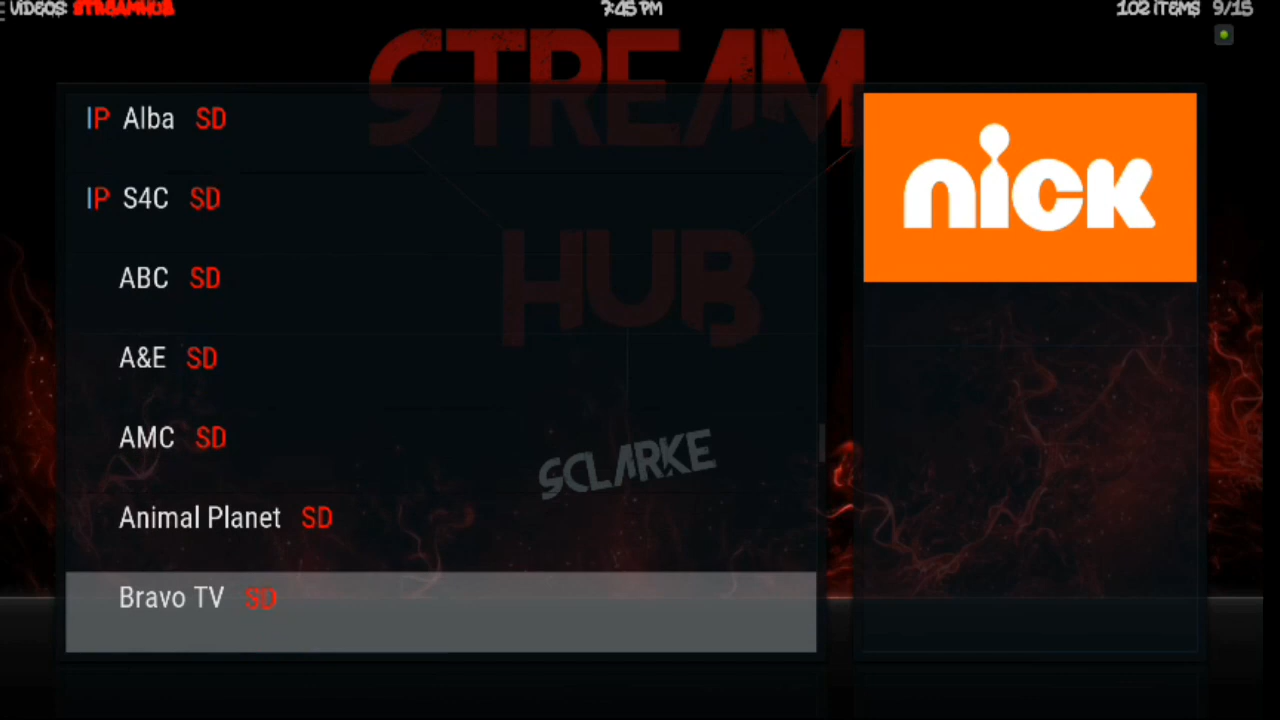 VIDEOS: STREAMHUB 7:45 PM 102 ITEMS 9/15
STREAM
HUB
IP Alba SD
IP S4C SD
ABC SD
A&E SD
AMC SD
Animal Planet SD
Bravo TV SD
SCLARKE
nick